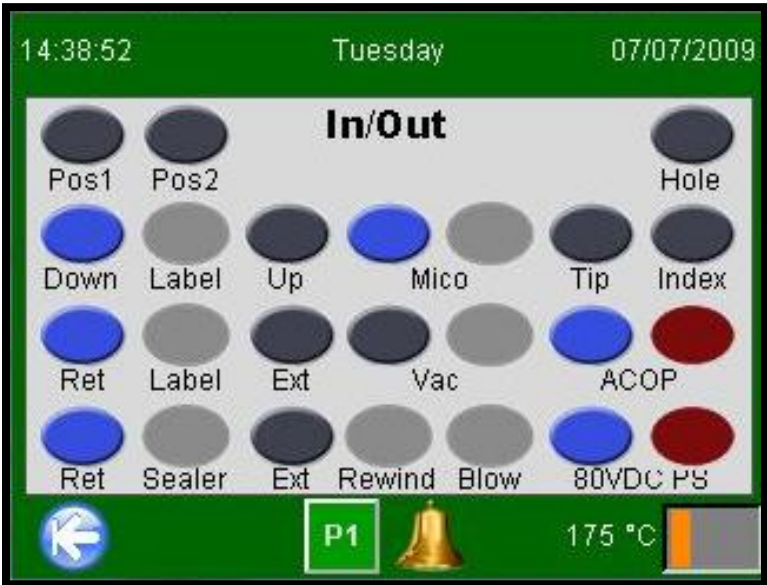 14:38:52 Tuesday 07/07/2009
In/Out
Pos1 Pos2 Hole
Down Label Up Mico Tip Index
Ret Label Ext Vac ACOP
Ret Sealer Ext Rewind Blow 80VDC PS
P1 175 °C